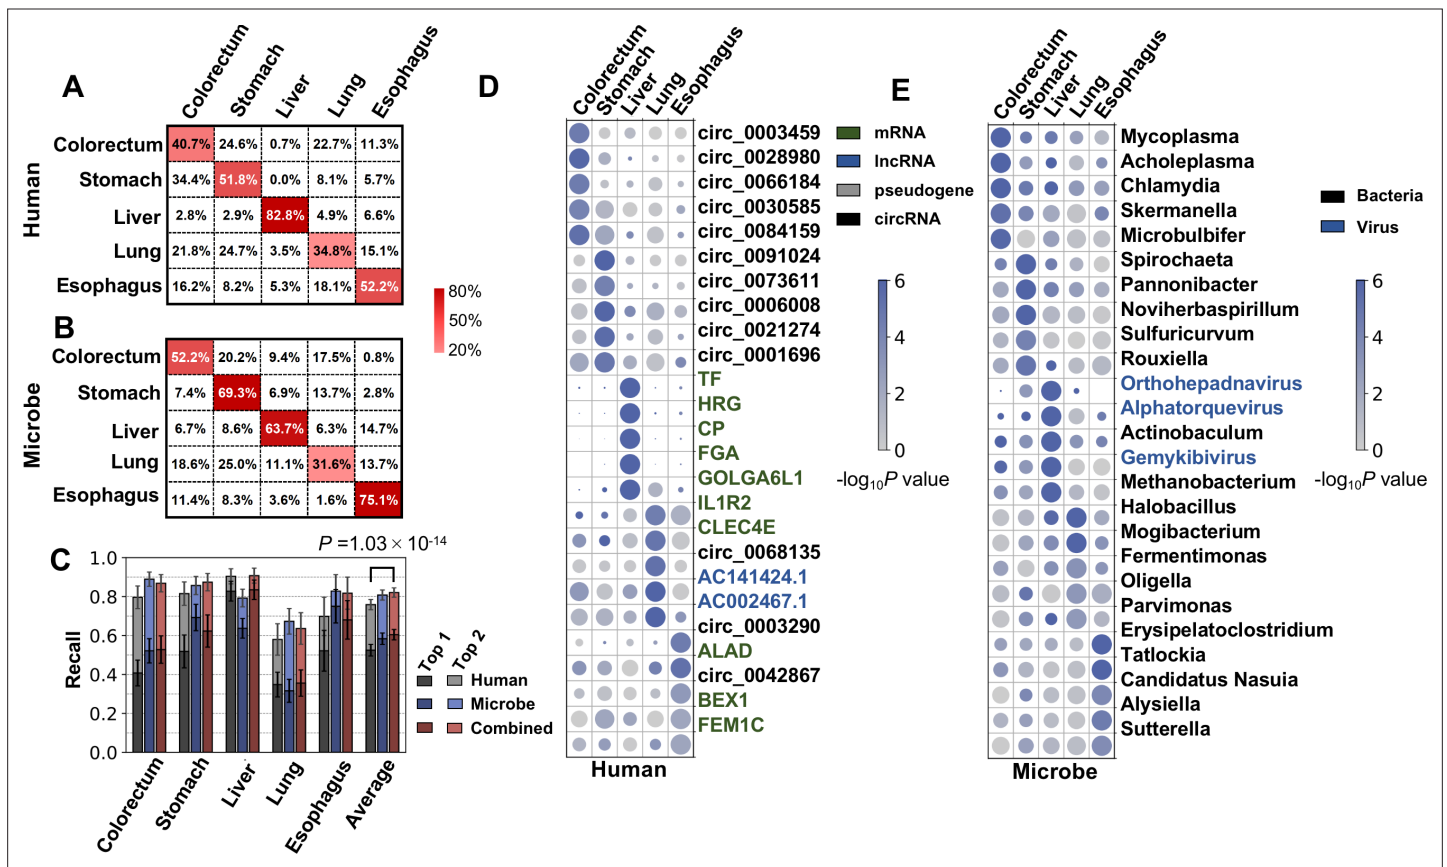 A
Colorectum
Stomach
Liver
Lung
Esophagus
Human
Colorectum 40.7% 24.6% 0.7% 22.7% 11.3%
Stomach 34.4% 51.8% 0.0% 8.1% 5.7%
Liver 2.8% 2.9% 82.8% 4.9% 6.6%
Lung 21.8% 24.7% 3.5% 34.8% 15.1%
Esophagus 16.2% 8.2% 5.3% 18.1% 52.2%
80%
50%
20%
B
Microbe
Colorectum 52.2% 20.2% 9.4% 17.5% 0.8%
Stomach 7.4% 69.3% 6.9% 13.7% 2.8%
Liver 6.7% 8.6% 63.7% 6.3% 14.7%
Lung 18.6% 25.0% 11.1% 31.6% 13.7%
Esophagus 11.4% 8.3% 3.6% 1.6% 75.1%
C
P =1.03 × 10-14
Recall
1.0
0.8
0.6
0.4
0.2
0.0
Colorectum
Stomach
Liver
Lung
Esophagus
Average
Top 1
Top 2
Human
Microbe
Combined
D
Colorectum
Stomach
Liver
Lung
Esophagus
circ_0003459
circ_0028980
circ_0066184
circ_0030585
circ_0084159
circ_0091024
circ_0073611
circ_0006008
circ_0021274
circ_0001696
TF
HRG
CP
FGA
GOLGA6L1
IL1R2
CLEC4E
circ_0068135
AC141424.1
AC002467.1
circ_0003290
ALAD
circ_0042867
BEX1
FEM1C
Human
mRNA
lncRNA
pseudogene
circRNA
6
4
2
0
-log10P value
E
Colorectum
Stomach
Liver
Lung
Esophagus
Mycoplasma
Acholeplasma
Chlamydia
Skermanella
Microbulbifer
Spirochaeta
Pannonibacter
Noviherbaspirillum
Sulfuricurvum
Rouxiella
Orthohepadnavirus
Alphatorquevirus
Actinobaculum
Gemykibivirus
Methanobacterium
Halobacillus
Mogibacterium
Fermentimonas
Oligella
Parvimonas
Erysipelatoclostridium
Tatlockia
Candidatus Nasuia
Alysiella
Sutterella
Microbe
Bacteria
Virus
6
4
2
0
-log10P value